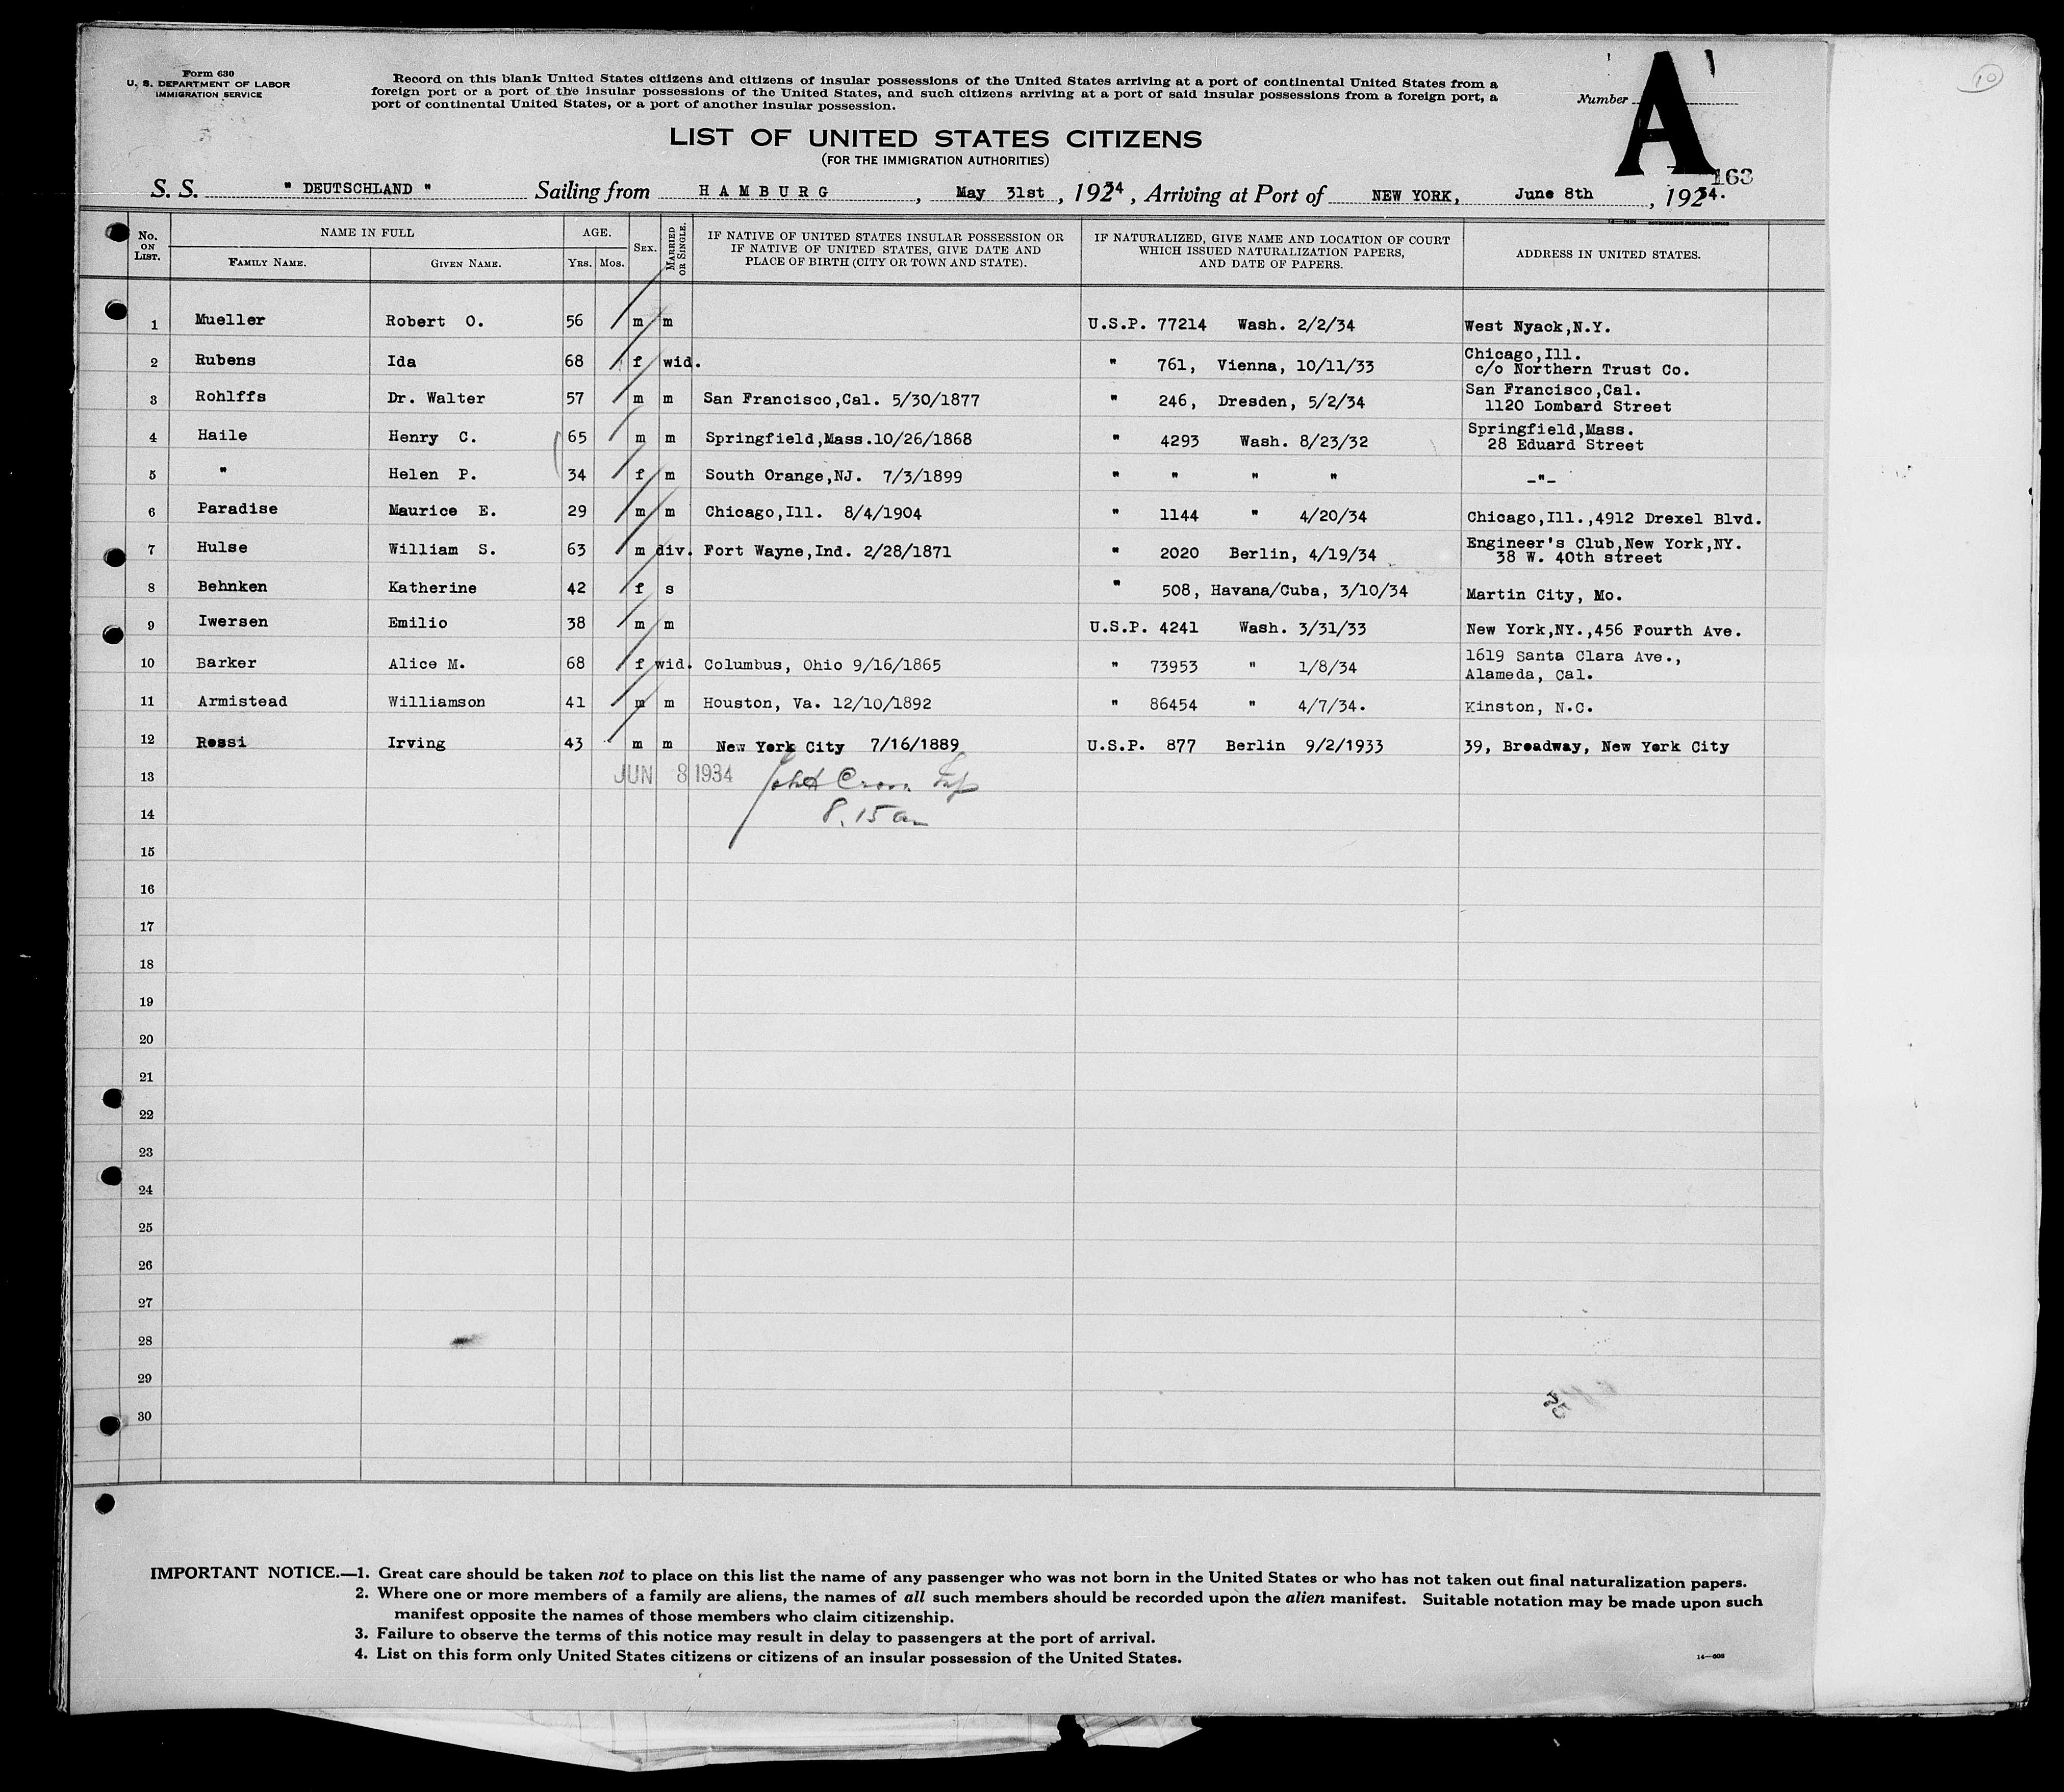 Form 630
U. S. DEPARTMENT OF LABOR
IMMIGRATION SERVICE
Record on this blank United States citizens and citizens of insular possessions of the United States arriving at a port of continental United States from a
foreign port or a port of the insular possessions of the United States, and such citizens arriving at a port of said insular possessions from a foreign port, a
port of continental United States, or a port of another insular possession.
Number
A
163
10
LIST OF UNITED STATES CITIZENS
(FOR THE IMMIGRATION AUTHORITIES)
S. S. " DEUTSCHLAND " Sailing from HAMBURG, May 31st, 1934, Arriving at Port of NEW YORK, June 8th, 1934.
No. ON LIST. NAME IN FULL AGE. SEX. MARRIED OR SINGLE. IF NATIVE OF UNITED STATES INSULAR POSSESSION OR IF NATIVE OF UNITED STATES, GIVE DATE AND PLACE OF BIRTH (CITY OR TOWN AND STATE). IF NATURALIZED, GIVE NAME AND LOCATION OF COURT WHICH ISSUED NATURALIZATION PAPERS, AND DATE OF PAPERS. ADDRESS IN UNITED STATES.
FAMILY NAME. GIVEN NAME. YRS. MOS.
1 Mueller Robert O. 56 m m U.S.P. 77214 Wash. 2/2/34 West Nyack,N.Y.
2 Rubens Ida 68 f wid. " 761, Vienna, 10/11/33 Chicago,Ill.
c/o Northern Trust Co.
3 Rohlffs Dr. Walter 57 m m San Francisco,Cal. 5/30/1877 " 246, Dresden, 5/2/34 San Francisco,Cal.
1120 Lombard Street
4 Haile Henry C. 65 m m Springfield,Mass.10/26/1868 " 4293 Wash. 8/23/32 Springfield,Mass.
28 Eduard Street
5 " Helen P. 34 f m South Orange,NJ. 7/3/1899 " " " " -"-
6 Paradise Maurice E. 29 m m Chicago,Ill. 8/4/1904 " 1144 " 4/20/34 Chicago,Ill.,4912 Drexel Blvd.
7 Hulse William S. 63 m div. Fort Wayne,Ind. 2/28/1871 " 2020 Berlin, 4/19/34 Engineer's Club,New York,NY.
38 W. 40th street
8 Behnken Katherine 42 f s " 508, Havana/Cuba, 3/10/34 Martin City, Mo.
9 Iwersen Emilio 38 m m U.S.P. 4241 Wash. 3/31/33 New York,NY.,456 Fourth Ave.
10 Barker Alice M. 68 f wid. Columbus, Ohio 9/16/1865 " 73953 " 1/8/34 1619 Santa Clara Ave.,
Alameda, Cal.
11 Armistead Williamson 41 m m Houston, Va. 12/10/1892 " 86454 " 4/7/34. Kinston, N.C.
12 Rossi Irving 43 m m New York City 7/16/1889 U.S.P. 877 Berlin 9/2/1933 39, Broadway, New York City
13 JUN 8 1934
14 8.15 am
15
16
17
18
19
20
21
22
23
24
25
26
27
28
29
30
IMPORTANT NOTICE.—1. Great care should be taken not to place on this list the name of any passenger who was not born in the United States or who has not taken out final naturalization papers.
2. Where one or more members of a family are aliens, the names of all such members should be recorded upon the alien manifest. Suitable notation may be made upon such
manifest opposite the names of those members who claim citizenship.
3. Failure to observe the terms of this notice may result in delay to passengers at the port of arrival.
4. List on this form only United States citizens or citizens of an insular possession of the United States.